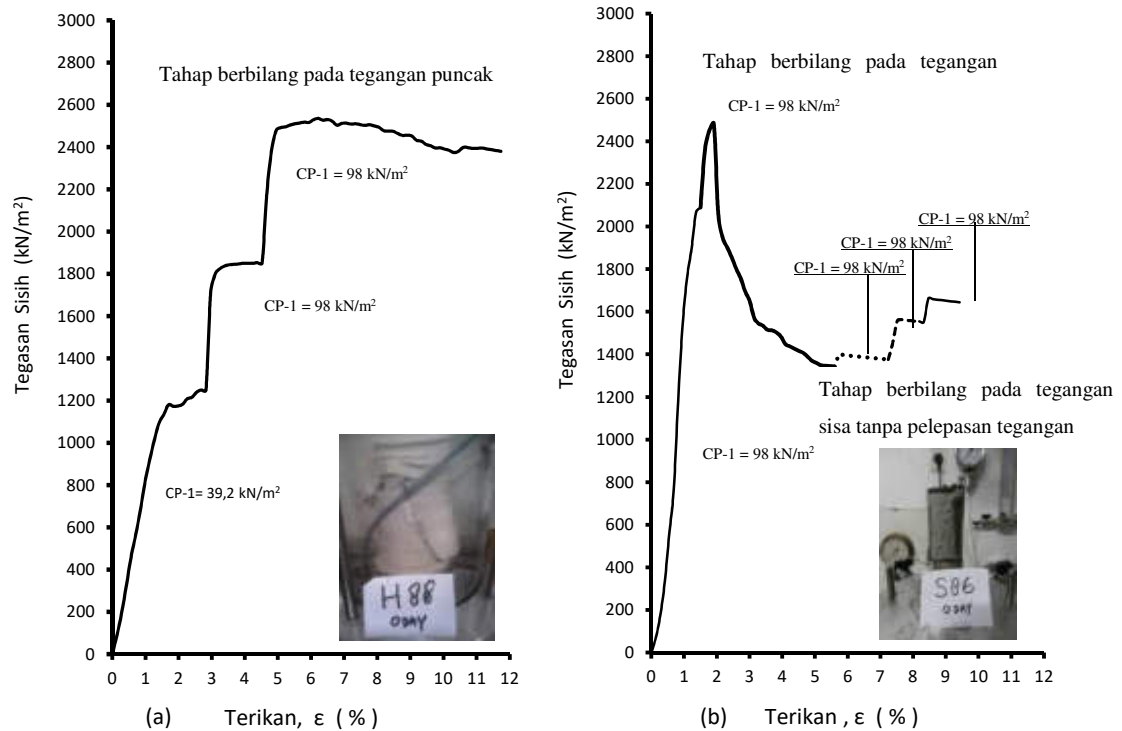 Tahap berbilang pada tegangan puncak
Tegasan Sisih (kN/m²)
3000
2800
2600
2400
2200
2000
1800
1600
1400
1200
1000
800
600
400
200
0
CP-1 = 98 kN/m²
CP-1 = 98 kN/m²
CP-1= 39,2 kN/m²
H88
0DAY
0 1 2 3 4 5 6 7 8 9 10 11 12
(a) Terikan, ε ( % )
Tahap berbilang pada tegangan
Tegasan Sisih (kN/m²)
3000
2800
2600
2400
2200
2000
1800
1600
1400
1200
1000
800
600
400
200
0
CP-1 = 98 kN/m²
CP-1 = 98 kN/m²
CP-1 = 98 kN/m²
CP-1 = 98 kN/m²
Tahap berbilang pada tegangan
sisa tanpa pelepasan tegangan
CP-1 = 98 kN/m²
S86
0DAY
0 1 2 3 4 5 6 7 8 9 10 11 12
(b) Terikan , ε ( % )